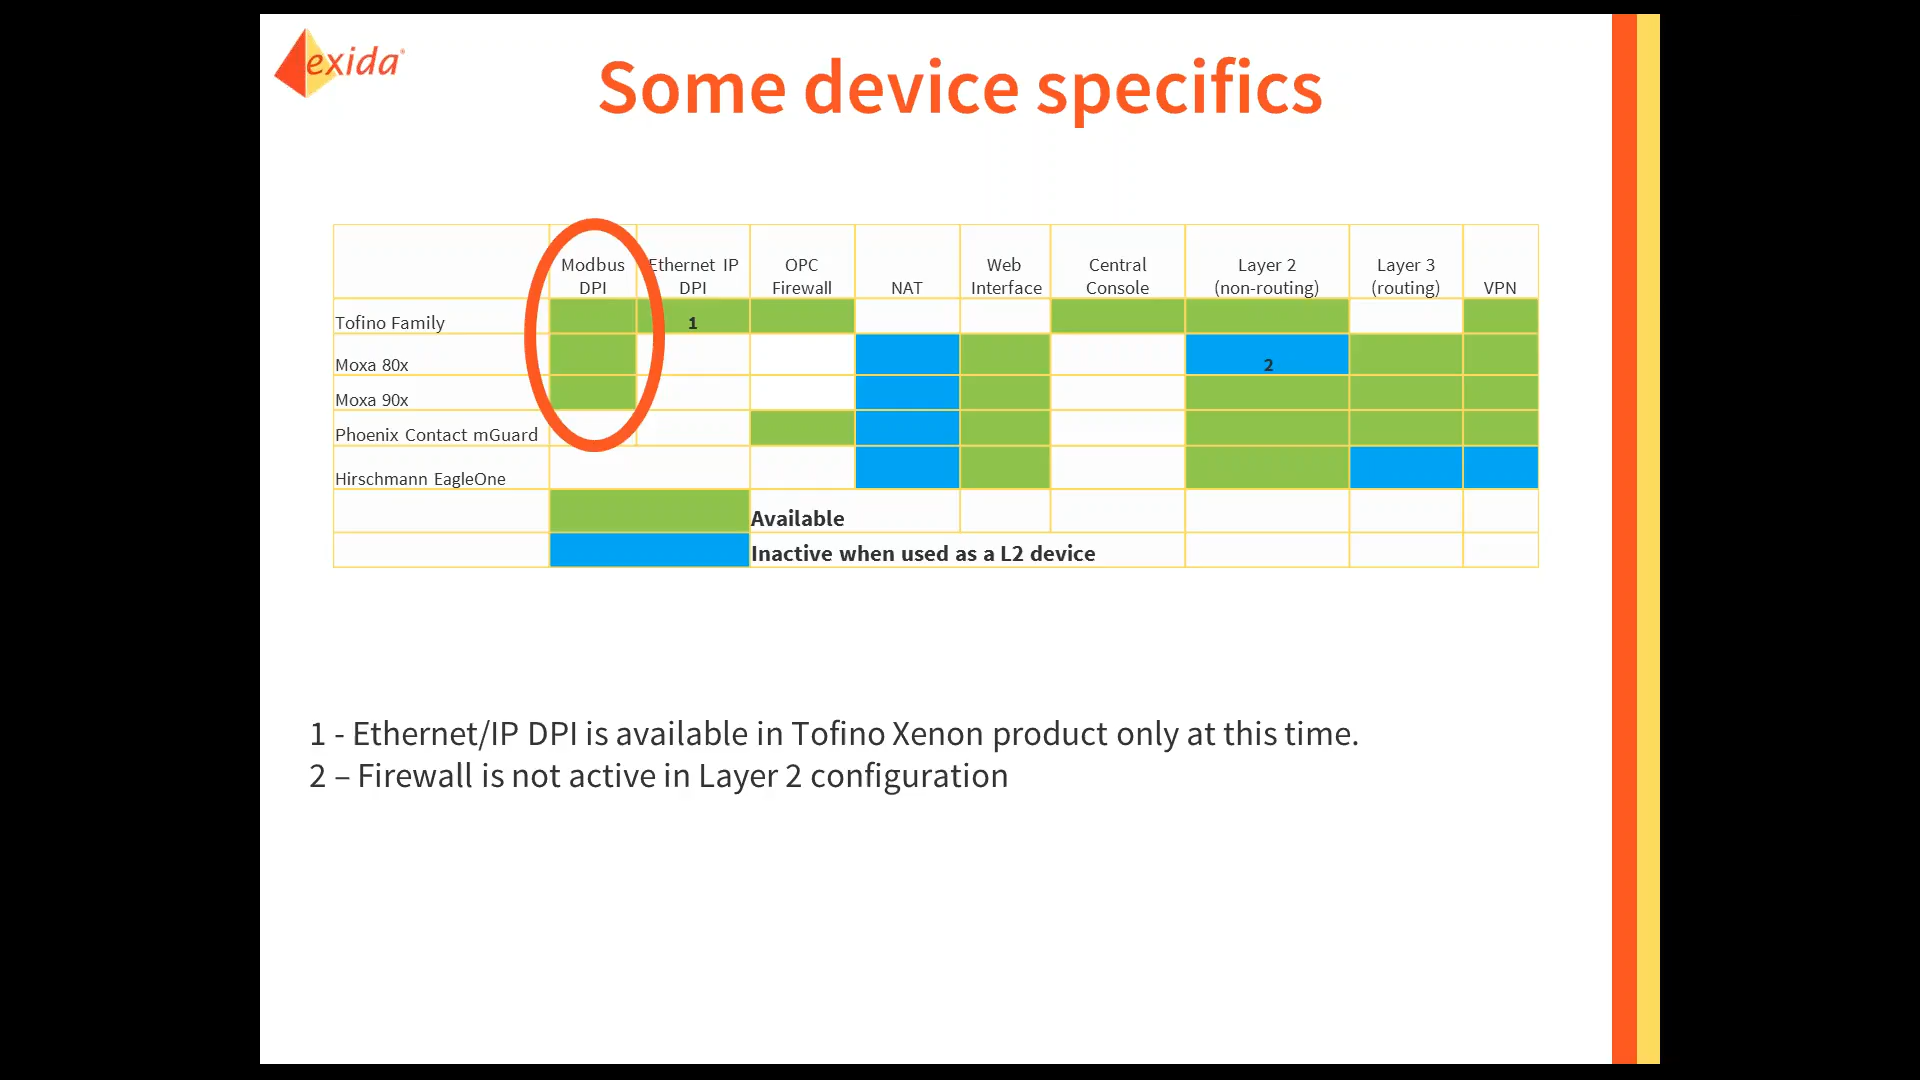 exida
Some device specifics
Modbus DPI
Ethernet IP DPI
OPC Firewall
NAT
Web Interface
Central Console
Layer 2 (non-routing)
Layer 3 (routing)
VPN
Tofino Family
1
Moxa 80x
2
Moxa 90x
Phoenix Contact mGuard
Hirschmann EagleOne
Available
Inactive when used as a L2 device
1 - Ethernet/IP DPI is available in Tofino Xenon product only at this time.
2 – Firewall is not active in Layer 2 configuration